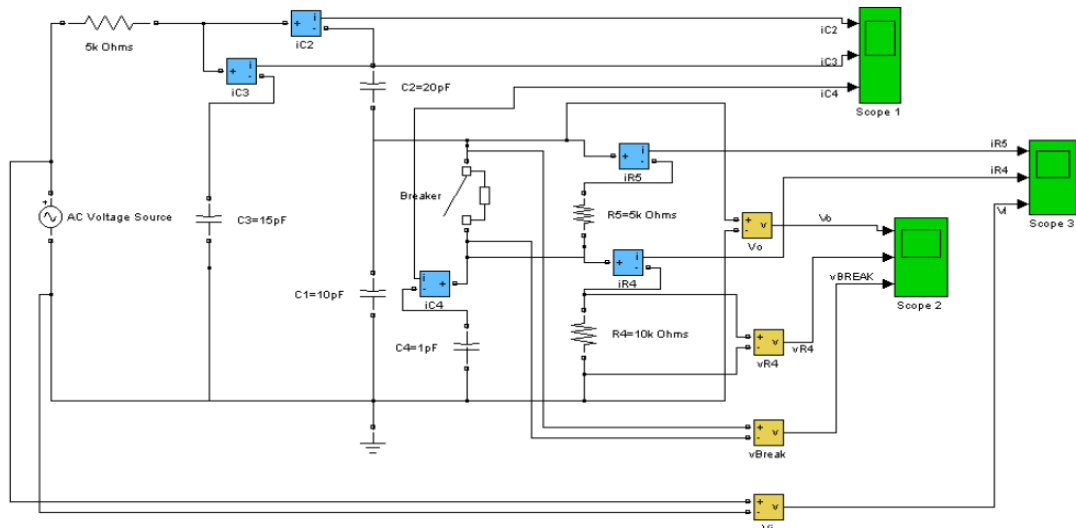 5k Ohms
iC2
iC3
iC2
iC3
iC4
Scope 1
C2=20pF
iR5
iR4
Vi
Scope 3
iR5
Breaker
R5=5k Ohms
AC Voltage Source
C3=15pF
Vo
Vo
vBREAK
Scope 2
iR4
C1=10pF
iC4
C4=1pF
R4=10k Ohms
vR4
vR4
vBreak